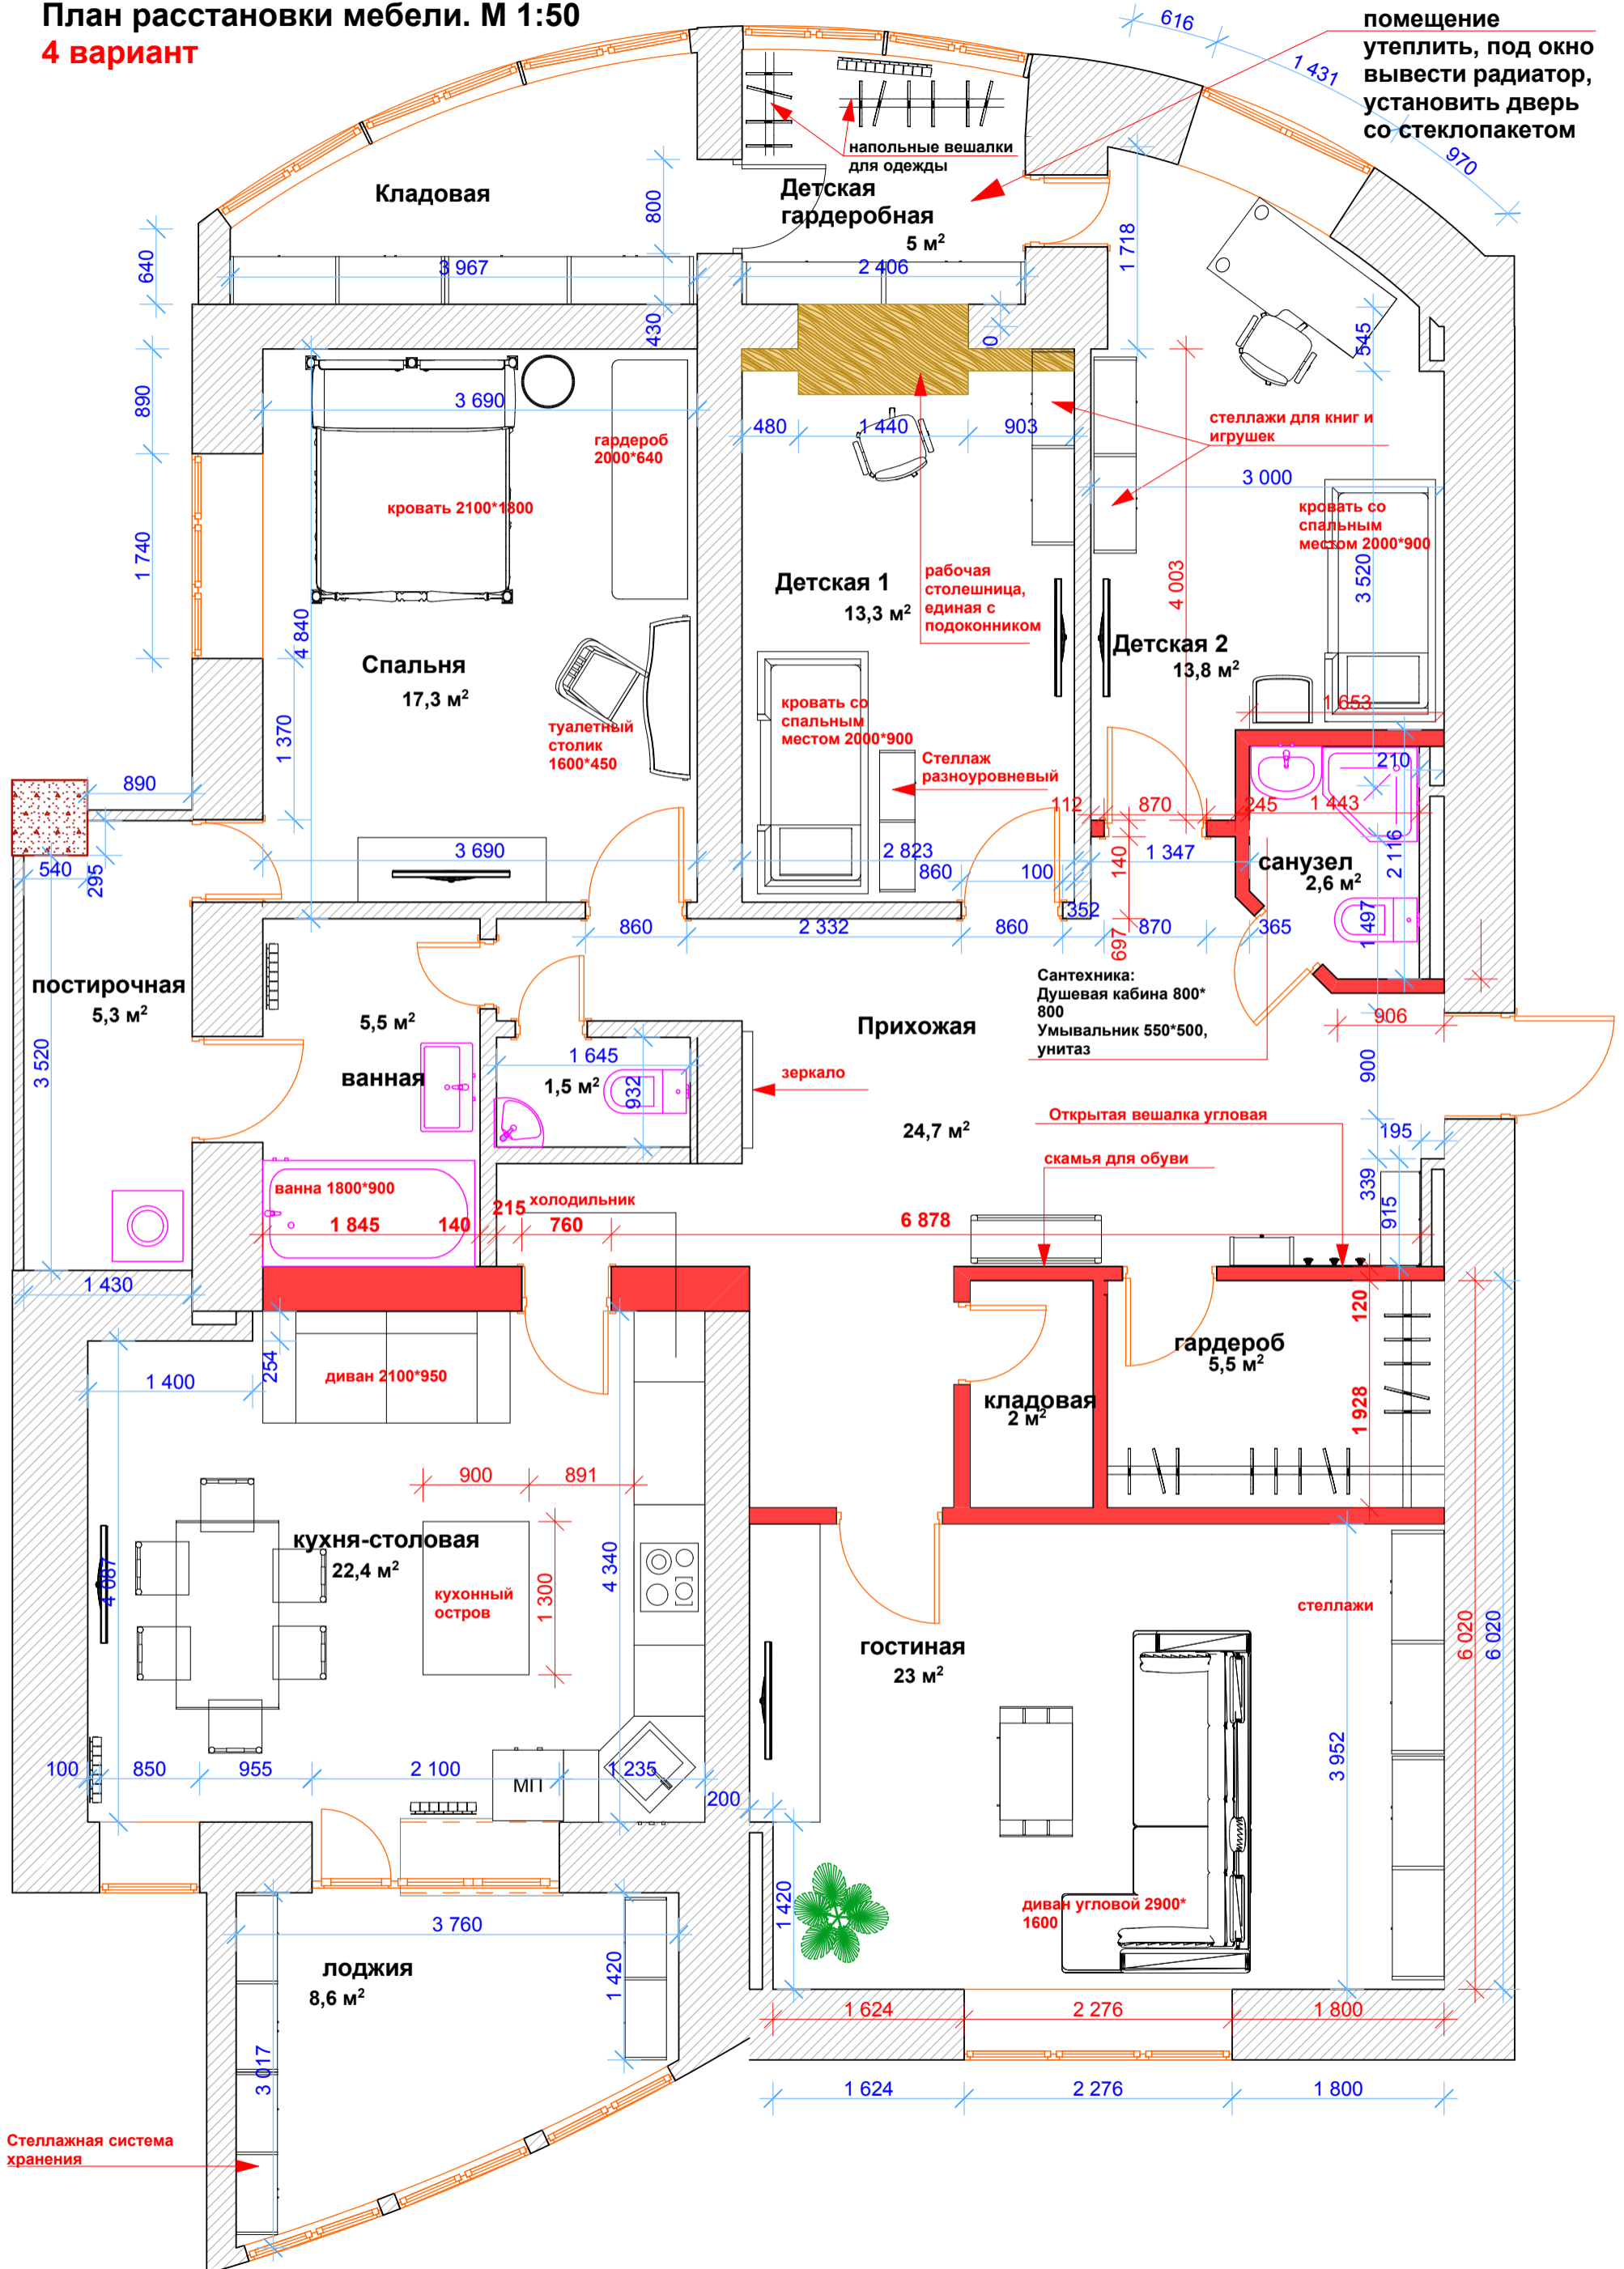 План расстановки мебели. М 1:50
4 вариант
помещение
утеплить, под окно
вывести радиатор,
установить дверь
со стеклопакетом
616
1 431
970
напольные вешалки
для одежды
Кладовая
Детская
гардеробная
5 м²
800
640
3 967
2 406
1 718
430
545
890
3 690
480
1 440
903
стеллажи для книг и
игрушек
гардероб
2000*640
3 000
кровать 2100*1800
кровать со
спальным
местом 2000*900
1 740
4 840
3 520
4 003
Детская 1
13,3 м²
рабочая
столешница,
единая с
подоконником
Спальня
17,3 м²
Детская 2
13,8 м²
1 370
туалетный
столик
1600*450
кровать со
спальным
местом 2000*900
1 653
Стеллаж
разноуровневый
210
890
112
870
245
1 443
540
295
3 690
2 823
860
100
140
1 347
санузел
2,6 м²
2 116
352
1 497
860
2 332
860
697
870
365
постирочная
5,3 м²
5,5 м²
ванная
Прихожая
Сантехника:
Душевая кабина 800*
800
Умывальник 550*500,
унитаз
906
3 520
1 645
1,5 м²
932
зеркало
900
24,7 м²
Открытая вешалка угловая
195
скамья для обуви
ванна 1800*900
холодильник
215
1 845
140
760
6 878
339
915
1 430
120
гардероб
5,5 м²
254
1 400
диван 2100*950
кладовая
2 м²
1 928
900
891
кухня-столовая
22,4 м²
4 087
кухонный
остров
1 300
4 340
стеллажи
гостиная
23 м²
6 020
6 020
3 952
100
850
955
2 100
1 235
МП
200
1 420
диван угловой 2900*
1600
3 760
лоджия
8,6 м²
1 420
1 624
2 276
1 800
3 017
1 624
2 276
1 800
Стеллажная система
хранения